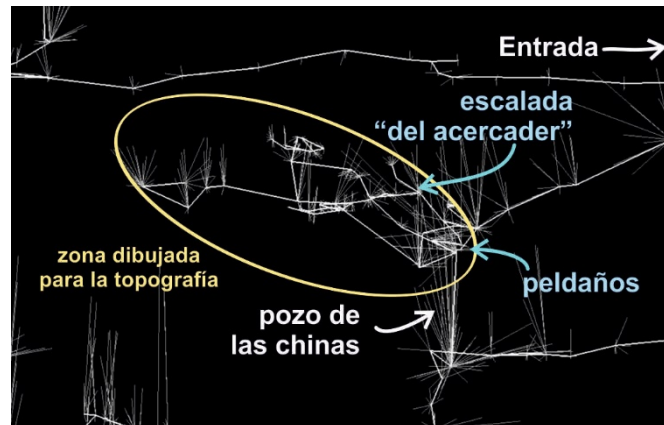 Entrada
escalada
“del acercader”
zona dibujada
para la topografía
peldaños
pozo de
las chinas